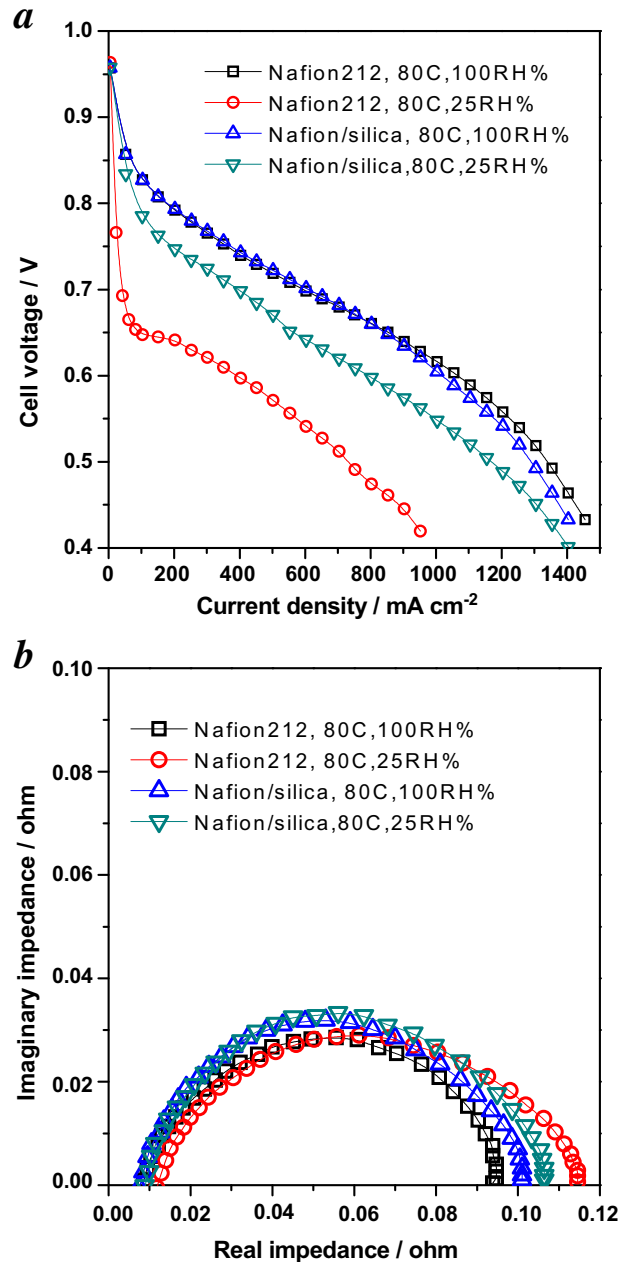 a
1.0
0.9
0.8
0.7
0.6
0.5
0.4
Cell voltage / V
Nafion212, 80C,100RH%
Nafion212, 80C,25RH%
Nafion/silica, 80C,100RH%
Nafion/silica,80C,25RH%
0 200 400 600 800 1000 1200 1400
Current density / mA cm-2
b
0.10
0.08
0.06
0.04
0.02
0.00
Imaginary impedance / ohm
Nafion212, 80C,100RH%
Nafion212, 80C,25RH%
Nafion/silica, 80C,100RH%
Nafion/silica,80C,25RH%
0.00 0.02 0.04 0.06 0.08 0.10 0.12
Real impedance / ohm